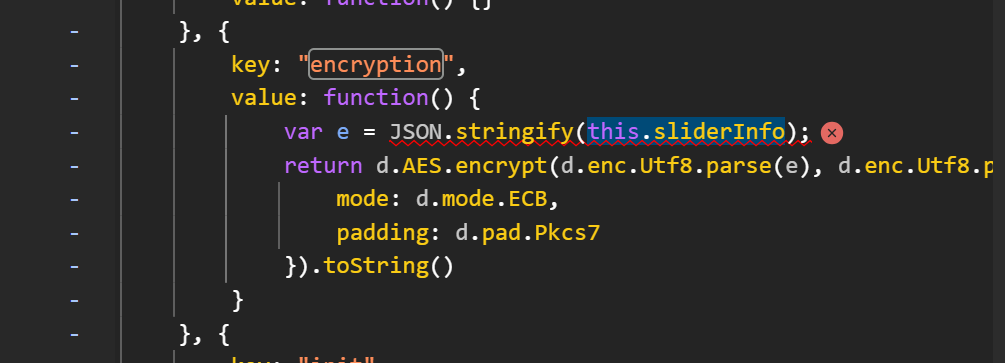 value: function() {}
}, {
key: "encryption",
value: function() {
var e = JSON.stringify(this.sliderInfo);
return d.AES.encrypt(d.enc.Utf8.parse(e), d.enc.Utf8.p
mode: d.mode.ECB,
padding: d.pad.Pkcs7
}).toString()
}
}, {
key: "init"